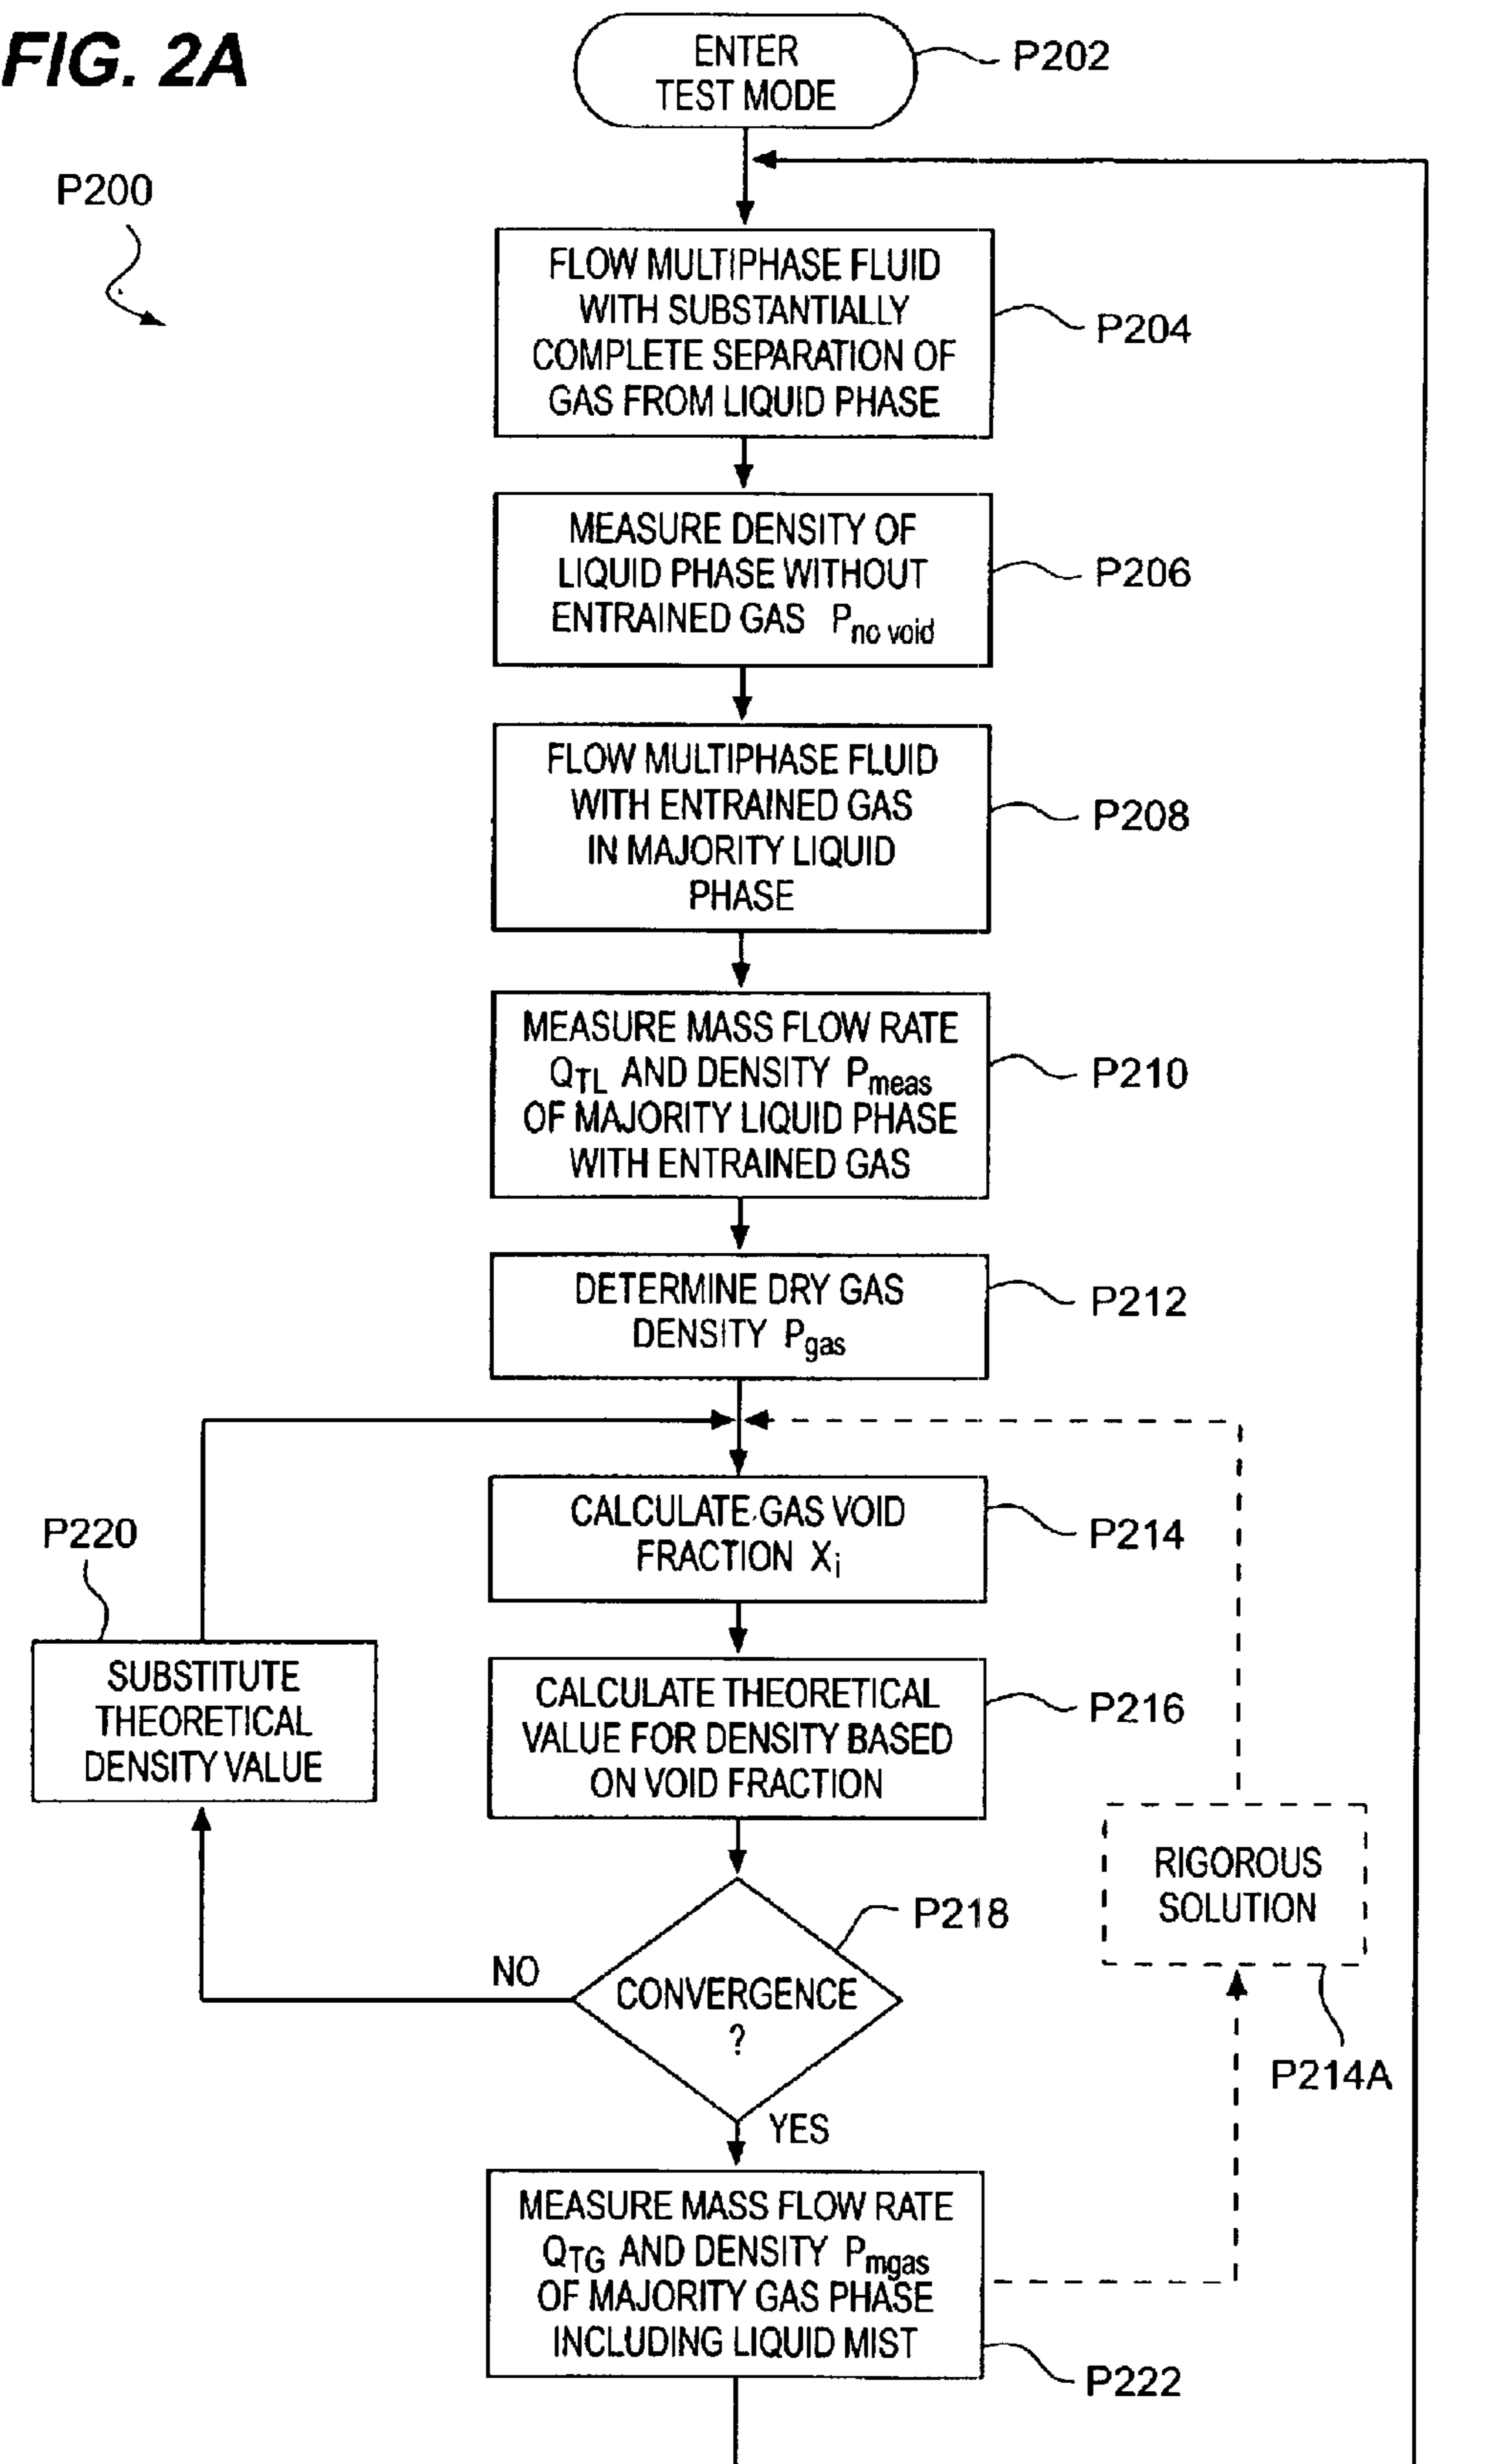 FIG. 2A
ENTER
TEST MODE
P202
P200
FLOW MULTIPHASE FLUID
WITH SUBSTANTIALLY
COMPLETE SEPARATION OF
GAS FROM LIQUID PHASE
P204
MEASURE DENSITY OF
LIQUID PHASE WITHOUT
ENTRAINED GAS P no void
P206
FLOW MULTIPHASE FLUID
WITH ENTRAINED GAS
IN MAJORITY LIQUID
PHASE
P208
MEASURE MASS FLOW RATE
QTL AND DENSITY Pmeas
OF MAJORITY LIQUID PHASE
WITH ENTRAINED GAS
P210
DETERMINE DRY GAS
DENSITY Pgas
P212
CALCULATE GAS VOID
FRACTION Xi
P214
P220
SUBSTITUTE
THEORETICAL
DENSITY VALUE
CALCULATE THEORETICAL
VALUE FOR DENSITY BASED
ON VOID FRACTION
P216
RIGOROUS
SOLUTION
P214A
P218
NO
CONVERGENCE
?
YES
MEASURE MASS FLOW RATE
QTG AND DENSITY Pmgas
OF MAJORITY GAS PHASE
INCLUDING LIQUID MIST
P222